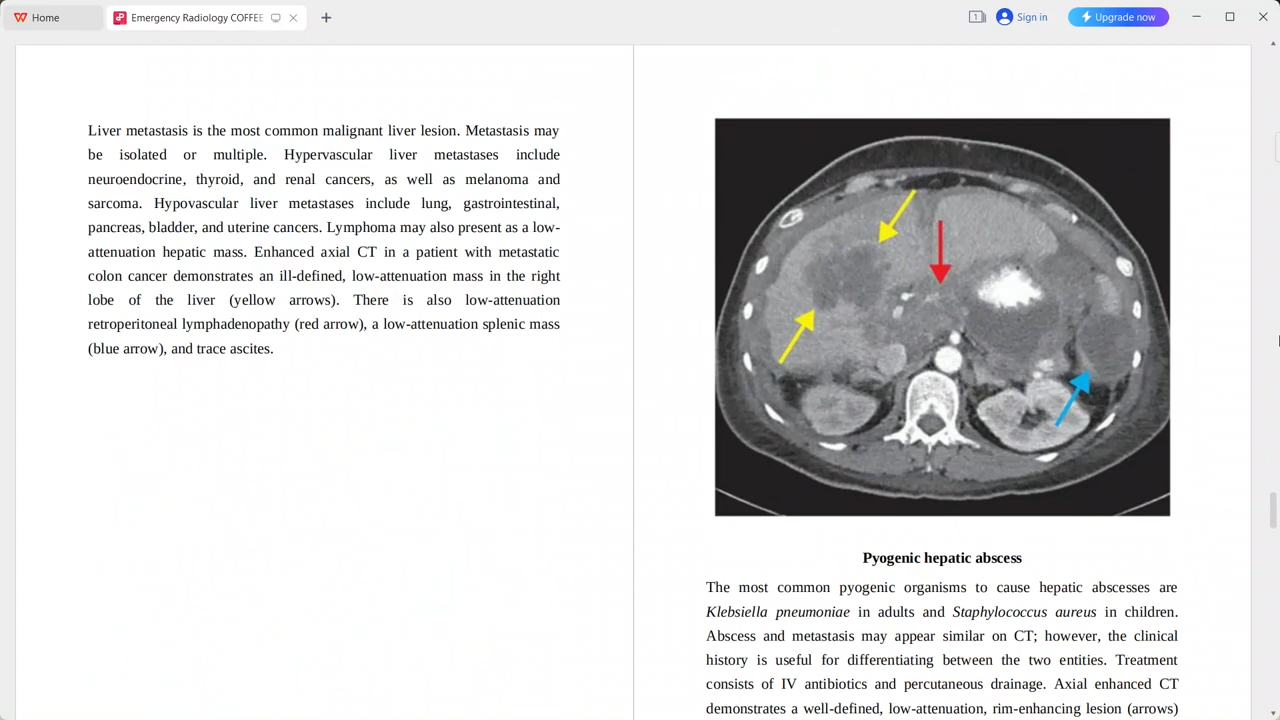 Home
Emergency Radiology COFFEE
1
Sign in
Upgrade now
Liver metastasis is the most common malignant liver lesion. Metastasis may
be isolated or multiple. Hypervascular liver metastases include
neuroendocrine, thyroid, and renal cancers, as well as melanoma and
sarcoma. Hypovascular liver metastases include lung, gastrointestinal,
pancreas, bladder, and uterine cancers. Lymphoma may also present as a low-
attenuation hepatic mass. Enhanced axial CT in a patient with metastatic
colon cancer demonstrates an ill-defined, low-attenuation mass in the right
lobe of the liver (yellow arrows). There is also low-attenuation
retroperitoneal lymphadenopathy (red arrow), a low-attenuation splenic mass
(blue arrow), and trace ascites.
Pyogenic hepatic abscess
The most common pyogenic organisms to cause hepatic abscesses are
Klebsiella pneumoniae in adults and Staphylococcus aureus in children.
Abscess and metastasis may appear similar on CT; however, the clinical
history is useful for differentiating between the two entities. Treatment
consists of IV antibiotics and percutaneous drainage. Axial enhanced CT
demonstrates a well-defined, low-attenuation, rim-enhancing lesion (arrows)